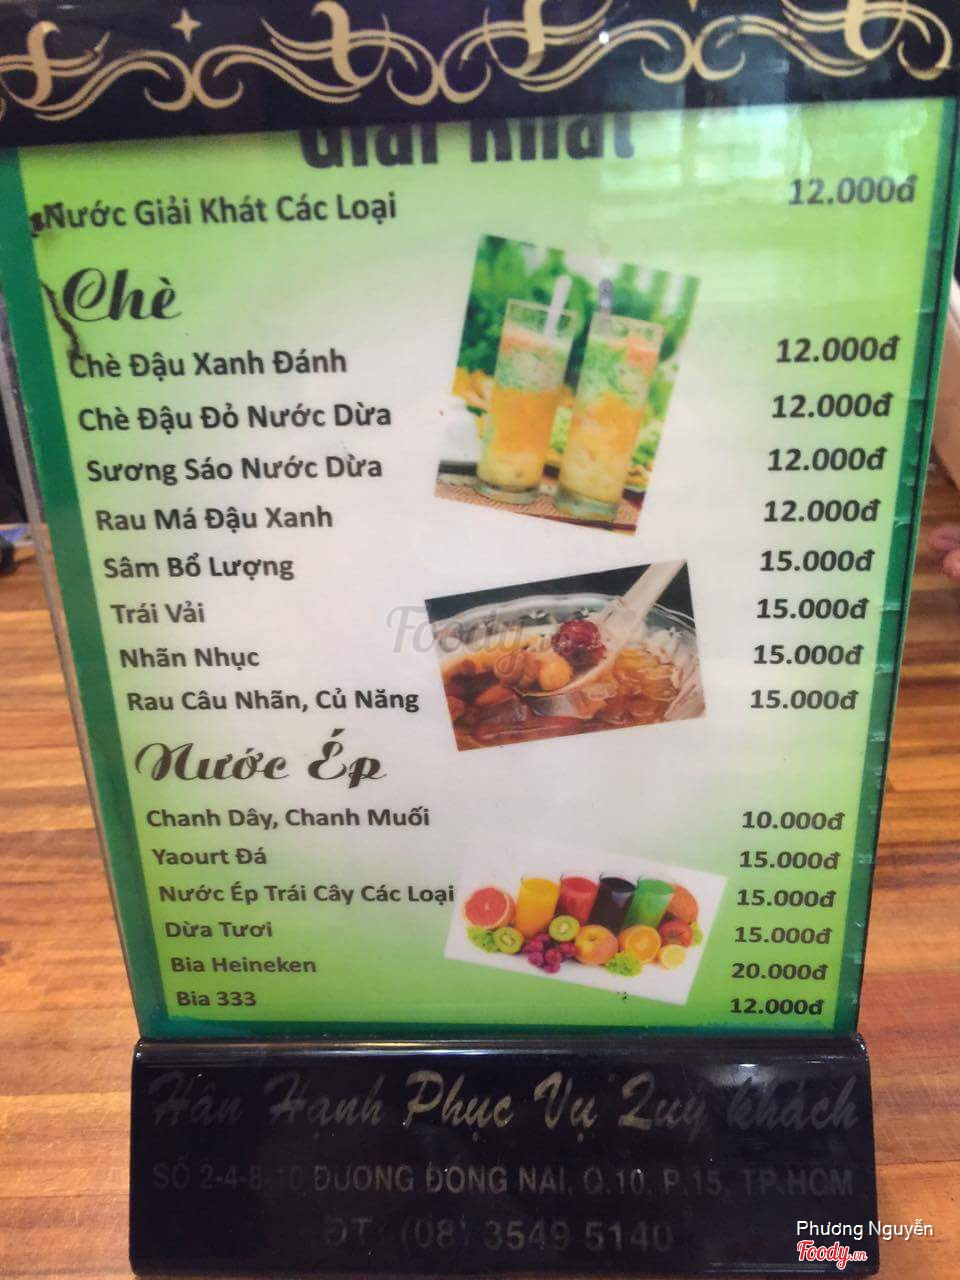 Giải Khát
Nước Giải Khát Các Loại 12.000đ
Chè
Chè Đậu Xanh Đánh 12.000đ
Chè Đậu Đỏ Nước Dừa 12.000đ
Sương Sáo Nước Dừa 12.000đ
Rau Má Đậu Xanh 12.000đ
Sâm Bổ Lượng 15.000đ
Trái Vải 15.000đ
Nhãn Nhục 15.000đ
Rau Câu Nhãn, Củ Năng 15.000đ
Foody.vn
Nước Ép
Chanh Dây, Chanh Muối 10.000đ
Yaourt Đá 15.000đ
Nước Ép Trái Cây Các Loại 15.000đ
Dừa Tươi 15.000đ
Bia Heineken 20.000đ
Bia 333 12.000đ
Hân Hạnh Phục Vụ Quý khách
SỐ 2-4-8-10 ĐƯỜNG ĐỒNG NAI, Q.10, P.15, TP.HCM
ĐT: (08) 3549 5140
Phương Nguyễn
Foody.vn